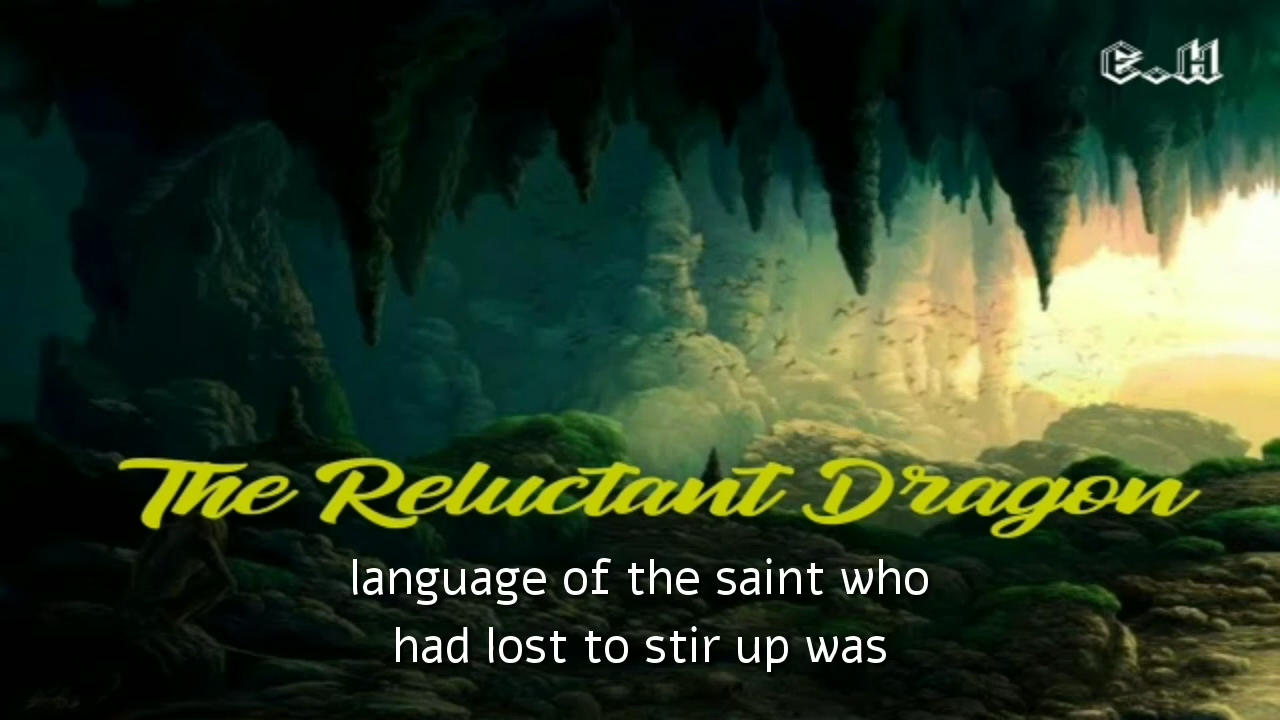 e.H
The Reluctant Dragon
language of the saint who
had lost to stir up was